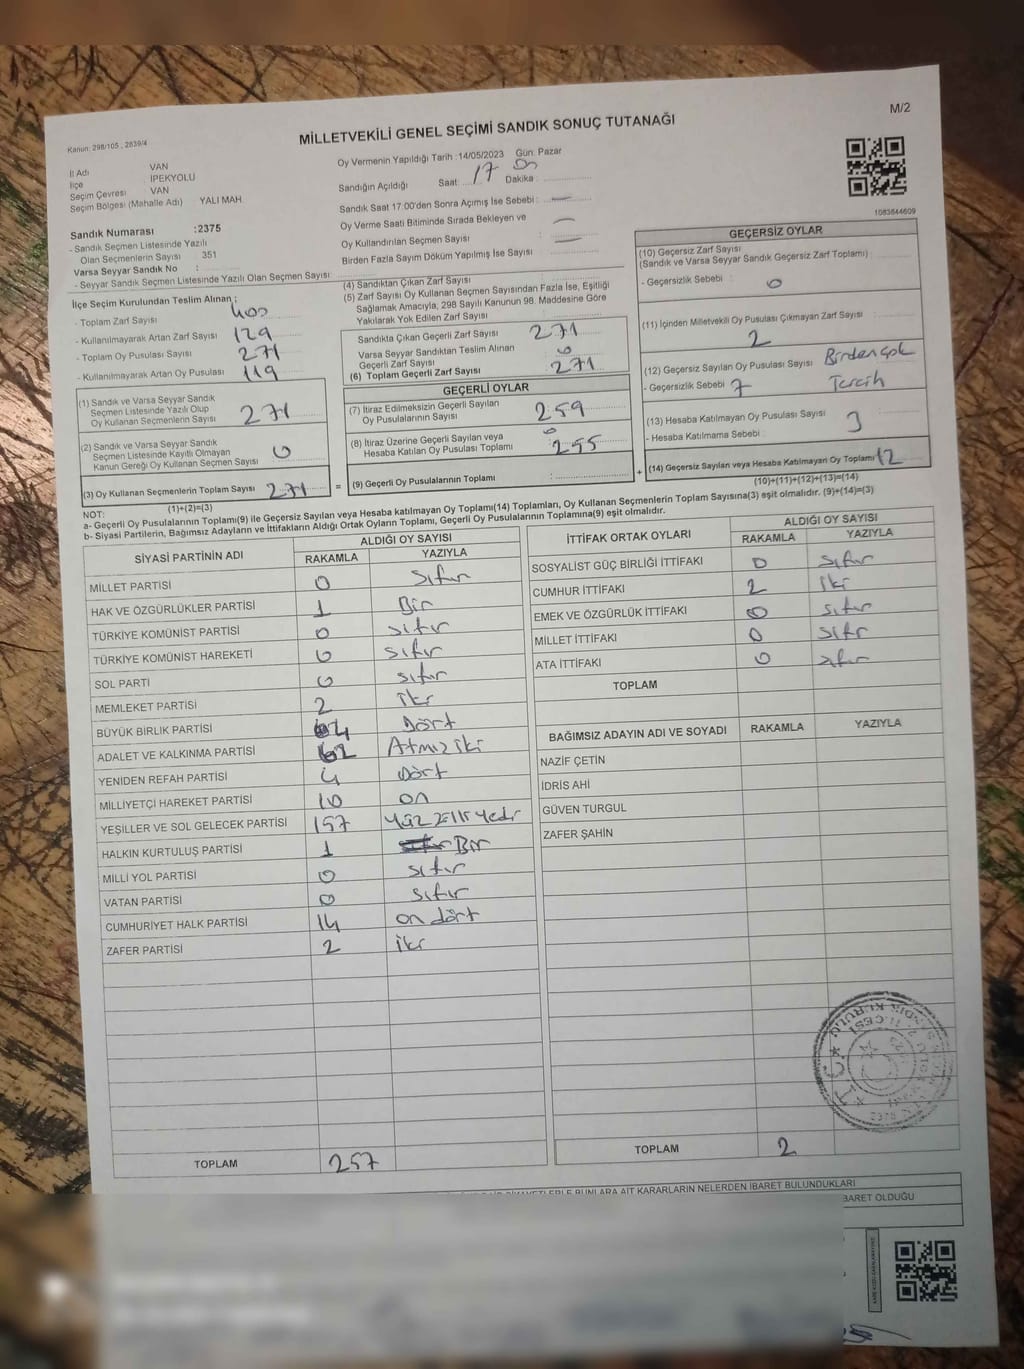 M/2
MİLLETVEKİLİ GENEL SEÇİMİ SANDIK SONUÇ TUTANAĞI
Kanun: 298/105 , 2839/4
İl Adı VAN
İlçe İPEKYOLU
Seçim Çevresi VAN
Seçim Bölgesi (Mahalle Adı) YALI MAH
Sandık Numarası :2375
- Sandık Seçmen Listesinde Yazılı
Olan Seçmenlerin Sayısı 351
Varsa Seyyar Sandık No :
- Seyyar Sandık Seçmen Listesinde Yazılı Olan Seçmen Sayısı:
Oy Vermenin Yapıldığı Tarih :14/05/2023 Gün: Pazar
Sandığın Açıldığı Saat: 17 Dakika :
Sandık Saat 17:00'den Sonra Açımış İse Sebebi : —
Oy Verme Saati Bitiminde Sırada Bekleyen ve
Oy Kullandırılan Seçmen Sayısı : —
Birden Fazla Sayım Döküm Yapılmış İse Sayısı : —
1083844609
İlçe Seçim Kurulundan Teslim Alınan ;
- Toplam Zarf Sayısı 400
- Kullanılmayarak Artan Zarf Sayısı 129
- Toplam Oy Pusulası Sayısı 271
- Kullanılmayarak Artan Oy Pusulası 119
(1) Sandık ve Varsa Seyyar Sandık
Seçmen Listesinde Yazılı Olup
Oy Kullanan Seçmenlerin Sayısı 271
(2) Sandık ve Varsa Seyyar Sandık
Seçmen Listesinde Kayıtlı Olmayan
Kanun Gereği Oy Kullanan Seçmen Sayısı 0
(3) Oy Kullanan Seçmenlerin Toplam Sayısı 271
(1)+(2)=(3)
(4) Sandıktan Çıkan Zarf Sayısı
(5) Zarf Sayısı Oy Kullanan Seçmen Sayısından Fazla İse, Eşitliği
Sağlamak Amacıyla, 298 Sayılı Kanunun 98. Maddesine Göre
Yakılarak Yok Edilen Zarf Sayısı :
Sandıkta Çıkan Geçerli Zarf Sayısı 271
Varsa Seyyar Sandıktan Teslim Alınan
Geçerli Zarf Sayısı 0
(6) Toplam Geçerli Zarf Sayısı 271
GEÇERLİ OYLAR
(7) İtiraz Edilmeksizin Geçerli Sayılan
Oy Pusulalarının Sayısı 259
(8) İtiraz Üzerine Geçerli Sayılan veya 0
Hesaba Katılan Oy Pusulası Toplamı 255
= (9) Geçerli Oy Pusulalarının Toplamı :
GEÇERSİZ OYLAR
(10) Geçersiz Zarf Sayısı
(Sandık ve Varsa Seyyar Sandık Geçersiz Zarf Toplamı) :
- Geçersizlik Sebebi : 0
(11) İçinden Milletvekili Oy Pusulası Çıkmayan Zarf Sayısı : 2
(12) Geçersiz Sayılan Oy Pusulası Sayısı Birden çok
- Geçersizlik Sebebi 7 Tercih
(13) Hesaba Katılmayan Oy Pusulası Sayısı 3
- Hesaba Katılmama Sebebi :
+ (14) Geçersiz Sayılan veya Hesaba Katılmayan Oy Toplamı 12
(10)+(11)+(12)+(13)=(14)
NOT:
a- Geçerli Oy Pusulalarının Toplamı(9) ile Geçersiz Sayılan veya Hesaba katılmayan Oy Toplamı(14) Toplamları, Oy Kullanan Seçmenlerin Toplam Sayısına(3) eşit olmalıdır. (9)+(14)=(3)
b- Siyasi Partilerin, Bağımsız Adayların ve İttifakların Aldığı Ortak Oyların Toplamı, Geçerli Oy Pusulalarının Toplamına(9) eşit olmalıdır.
SİYASİ PARTİNİN ADI ALDIĞI OY SAYISI
RAKAMLA YAZIYLA
MİLLET PARTİSİ 0 sıfır
HAK VE ÖZGÜRLÜKLER PARTİSİ 1 Bir
TÜRKİYE KOMÜNİST PARTİSİ 0 sıfır
TÜRKİYE KOMÜNİST HAREKETİ 0 sıfır
SOL PARTİ 0 sıfır
MEMLEKET PARTİSİ 2 iki
BÜYÜK BİRLİK PARTİSİ 4 Dört
ADALET VE KALKINMA PARTİSİ 62 Atmış iki
YENİDEN REFAH PARTİSİ 4 Dört
MİLLİYETÇİ HAREKET PARTİSİ 10 on
YEŞİLLER VE SOL GELECEK PARTİSİ 157 yüz elli yedi
HALKIN KURTULUŞ PARTİSİ 1 Bir
MİLLİ YOL PARTİSİ 0 sıfır
VATAN PARTİSİ 0 sıfır
CUMHURİYET HALK PARTİSİ 14 on dört
ZAFER PARTİSİ 2 iki
TOPLAM 257
İTTİFAK ORTAK OYLARI ALDIĞI OY SAYISI
RAKAMLA YAZIYLA
SOSYALİST GÜÇ BİRLİĞİ İTTİFAKI 0 sıfır
CUMHUR İTTİFAKI 2 iki
EMEK VE ÖZGÜRLÜK İTTİFAKI 0 sıfır
MİLLET İTTİFAKI 0 sıfır
ATA İTTİFAKI 0 sıfır
TOPLAM
BAĞIMSIZ ADAYIN ADI VE SOYADI RAKAMLA YAZIYLA
NAZİF ÇETİN
İDRİS AHİ
GÜVEN TURGUL
ZAFER ŞAHİN
TOPLAM 2
BUNLARA AİT KARARLARIN NELERDEN İBARET BULUNDUKLARI
BARET OLDUĞU